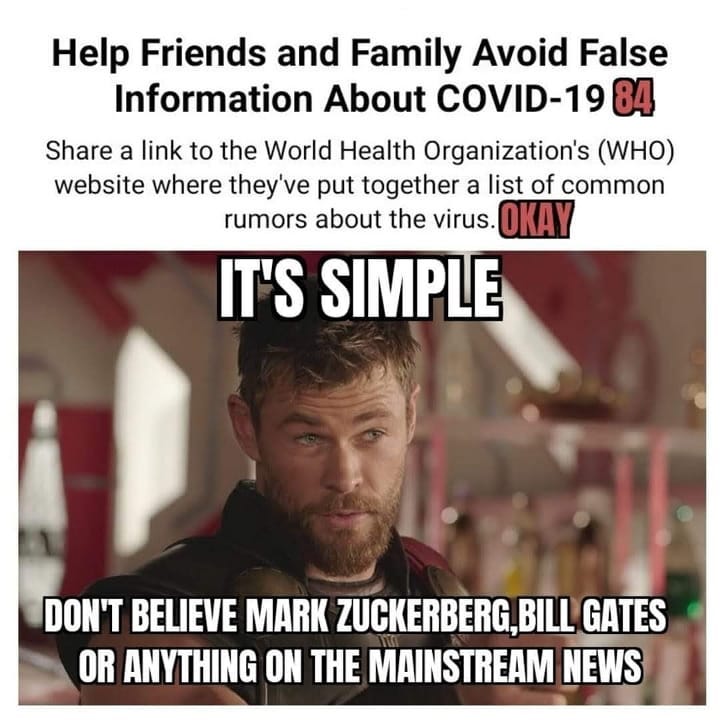 Help Friends and Family Avoid False
Information About COVID-19 84
Share a link to the World Health Organization's (WHO)
website where they've put together a list of common
rumors about the virus. OKAY
IT'S SIMPLE
DON'T BELIEVE MARK ZUCKERBERG,BILL GATES
OR ANYTHING ON THE MAINSTREAM NEWS